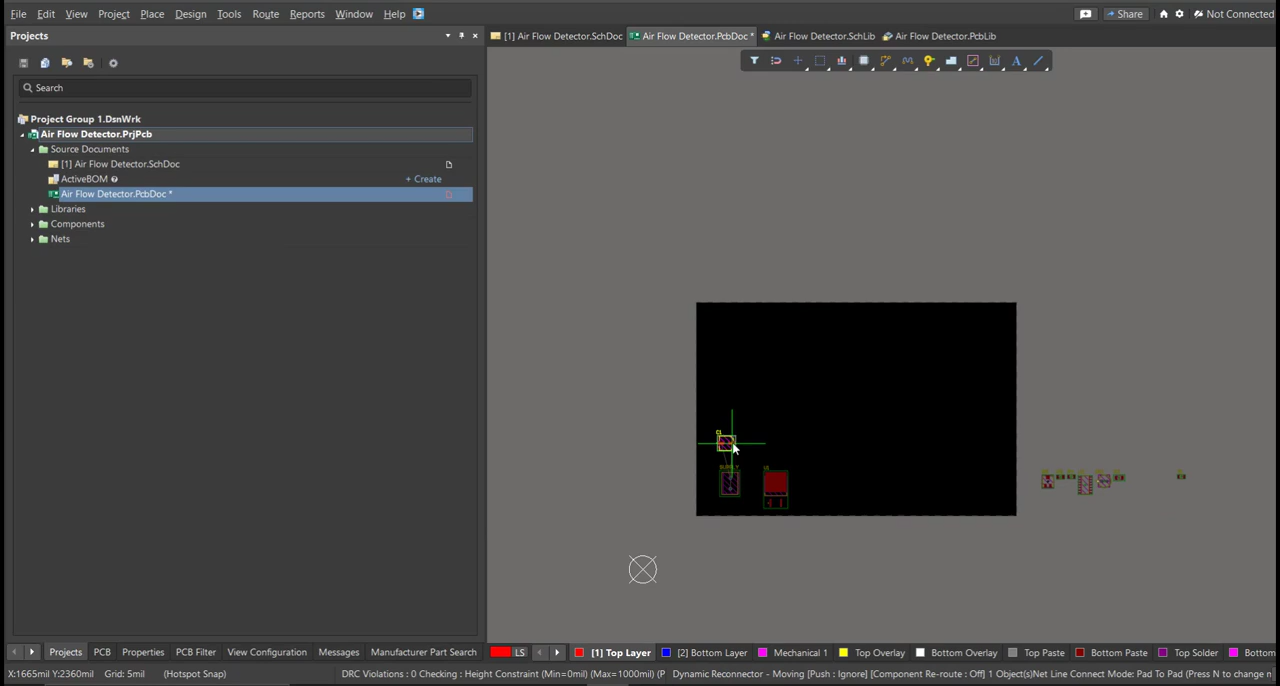 File Edit View Project Place Design Tools Route Reports Window Help Share Not Connected
Projects [1] Air Flow Detector.SchDoc Air Flow Detector.PcbDoc * Air Flow Detector.SchLib Air Flow Detector.PcbLib
Search
Project Group 1.DsnWrk
Air Flow Detector.PrjPcb
Source Documents
[1] Air Flow Detector.SchDoc
ActiveBOM + Create
Air Flow Detector.PcbDoc *
Libraries
Components
Nets
C1
Projects PCB Properties PCB Filter View Configuration Messages Manufacturer Part Search LS [1] Top Layer [2] Bottom Layer Mechanical 1 Top Overlay Bottom Overlay Top Paste Bottom Paste Top Solder Bottom
X:1665mil Y:2360mil Grid: 5mil (Hotspot Snap) DRC Violations : 0 Checking : Height Constraint (Min=0mil) (Max=1000mil) (P Dynamic Reconnector - Moving [Push : Ignore] [Component Re-route : Off] 1 Object(s)Net Line Connect Mode: Pad To Pad (Press N to change n